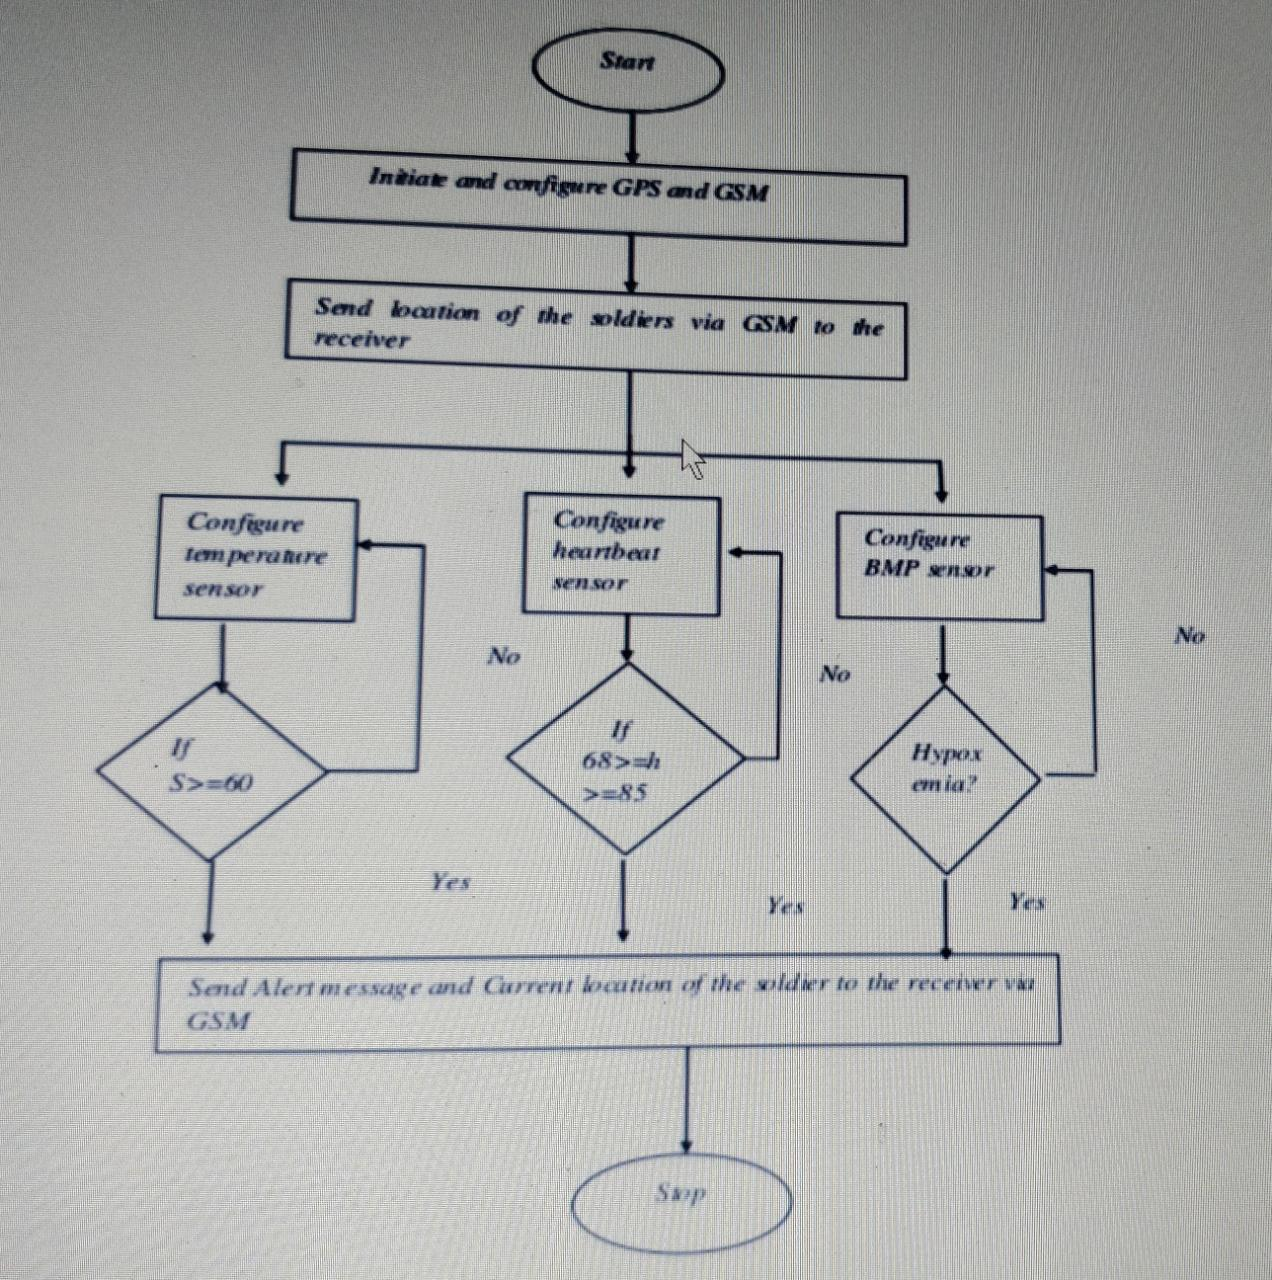 Start
Initiate and configure GPS and GSM
Send location of the soldiers via GSM to the
receiver
Configure
temperature
sensor
Configure
heartbeat
sensor
Configure
BMP sensor
No
No
No
If
S>=60
If
68>=h
>=85
Hypox
emia?
Yes
Yes
Yes
Send Alert message and Current location of the soldier to the receiver via
GSM
Stop